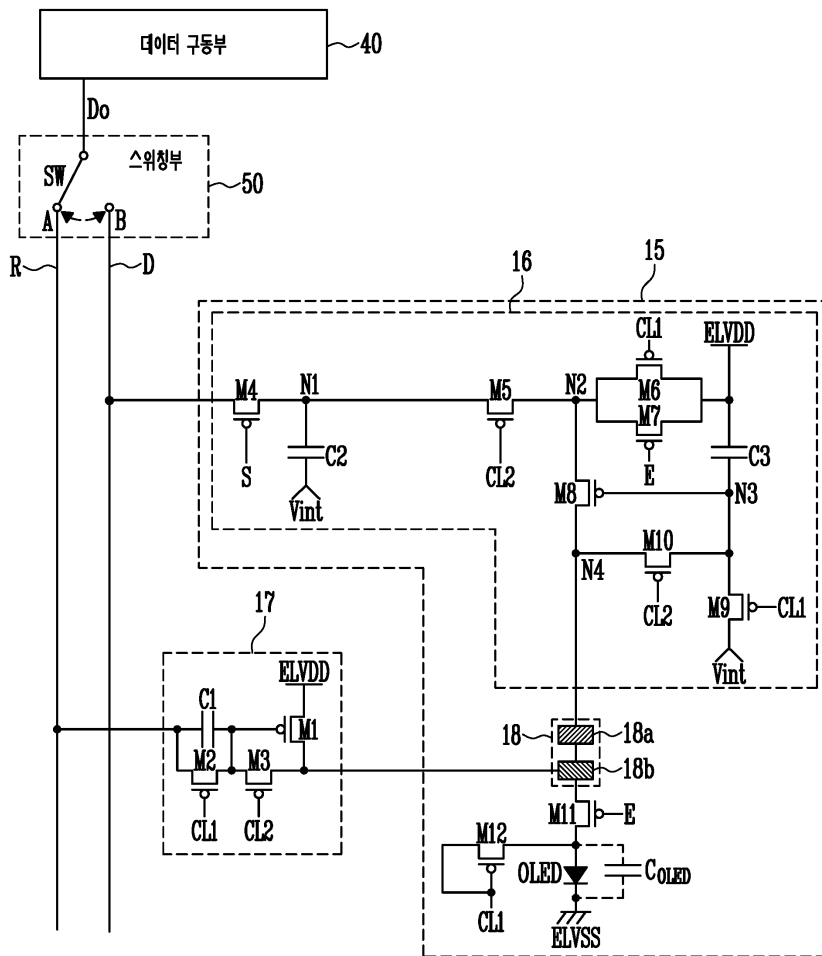 데이터 구동부
40
Do
스위칭부
SW
50
A
B
R
D
16
15
CL1
ELVDD
M4
N1
M5
N2
M6
M7
C2
C3
S
CL2
E
Vint
M8
N3
M10
N4
M9
CL1
CL2
Vint
17
ELVDD
C1
M1
18
18a
M2
M3
18b
CL1
CL2
M11
E
M12
OLED
COLED
CL1
ELVSS